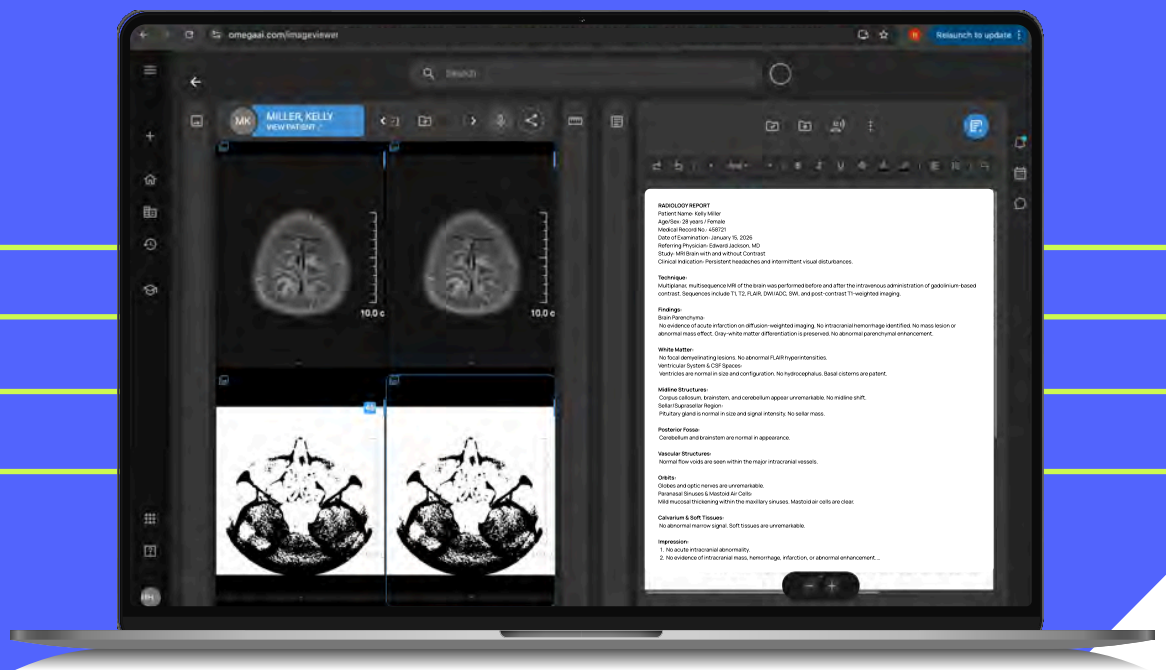 omegaai.com/imageviewer
Relaunch to update
Search
MK
MILLER, KELLY
VIEW PATIENT
10.0 c
10.0 c
RADIOLOGY REPORT
Patient Name: Kelly Miller
Age/Sex: 28 years / Female
Medical Record No.: 458721
Date of Examination: January 15, 2026
Referring Physician: Edward Jackson, MD
Study: MRI Brain with and without Contrast
Clinical Indication: Persistent headaches and intermittent visual disturbances.
Technique:
Multiplanar, multisequence MRI of the brain was performed before and after the intravenous administration of gadolinium-based
contrast. Sequences include T1, T2, FLAIR, DWI/ADC, SWI, and post-contrast T1-weighted imaging.
Findings:
Brain Parenchyma:
No evidence of acute infarction on diffusion-weighted imaging. No intracranial hemorrhage identified. No mass lesion or
abnormal mass effect. Gray-white matter differentiation is preserved. No abnormal parenchymal enhancement.
White Matter:
No focal demyelinating lesions. No abnormal FLAIR hyperintensities.
Ventricular System & CSF Spaces:
Ventricles are normal in size and configuration. No hydrocephalus. Basal cisterns are patent.
Midline Structures:
Corpus callosum, brainstem, and cerebellum appear unremarkable. No midline shift.
Sellar/Suprasellar Region:
Pituitary gland is normal in size and signal intensity. No sellar mass.
Posterior Fossa:
Cerebellum and brainstem are normal in appearance.
Vascular Structures:
Normal flow voids are seen within the major intracranial vessels.
Orbits:
Globes and optic nerves are unremarkable.
Paranasal Sinuses & Mastoid Air Cells:
Mild mucosal thickening within the maxillary sinuses. Mastoid air cells are clear.
Calvarium & Soft Tissues:
No abnormal marrow signal. Soft tissues are unremarkable.
Impression:
1. No acute intracranial abnormality.
2. No evidence of intracranial mass, hemorrhage, infarction, or abnormal enhancement...